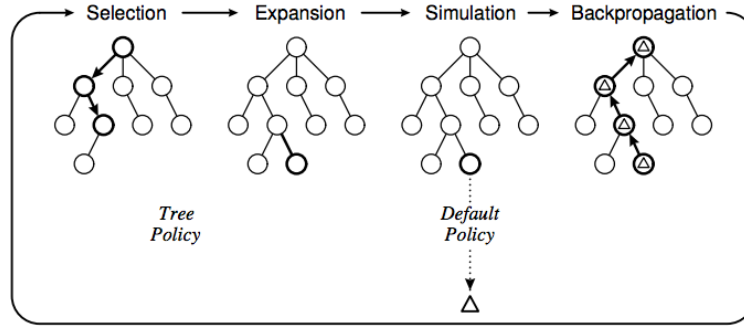 Selection Expansion Simulation Backpropagation
Tree
Policy
Default
Policy